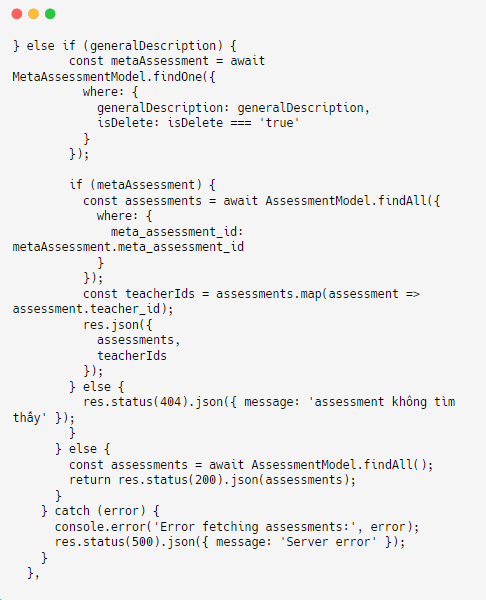 } else if (generalDescription) {
        const metaAssessment = await
MetaAssessmentModel.findOne({
          where: {
            generalDescription: generalDescription,
            isDelete: isDelete === 'true'
          }
        });

        if (metaAssessment) {
          const assessments = await AssessmentModel.findAll({
            where: {
              meta_assessment_id:
metaAssessment.meta_assessment_id
            }
          });
          const teacherIds = assessments.map(assessment =>
assessment.teacher_id);
          res.json({
            assessments,
            teacherIds
          });
        } else {
          res.status(404).json({ message: 'assessment không tìm
thấy' });
        }
      } else {
        const assessments = await AssessmentModel.findAll();
        return res.status(200).json(assessments);
      }
    } catch (error) {
      console.error('Error fetching assessments:', error);
      res.status(500).json({ message: 'Server error' });
    }
  },